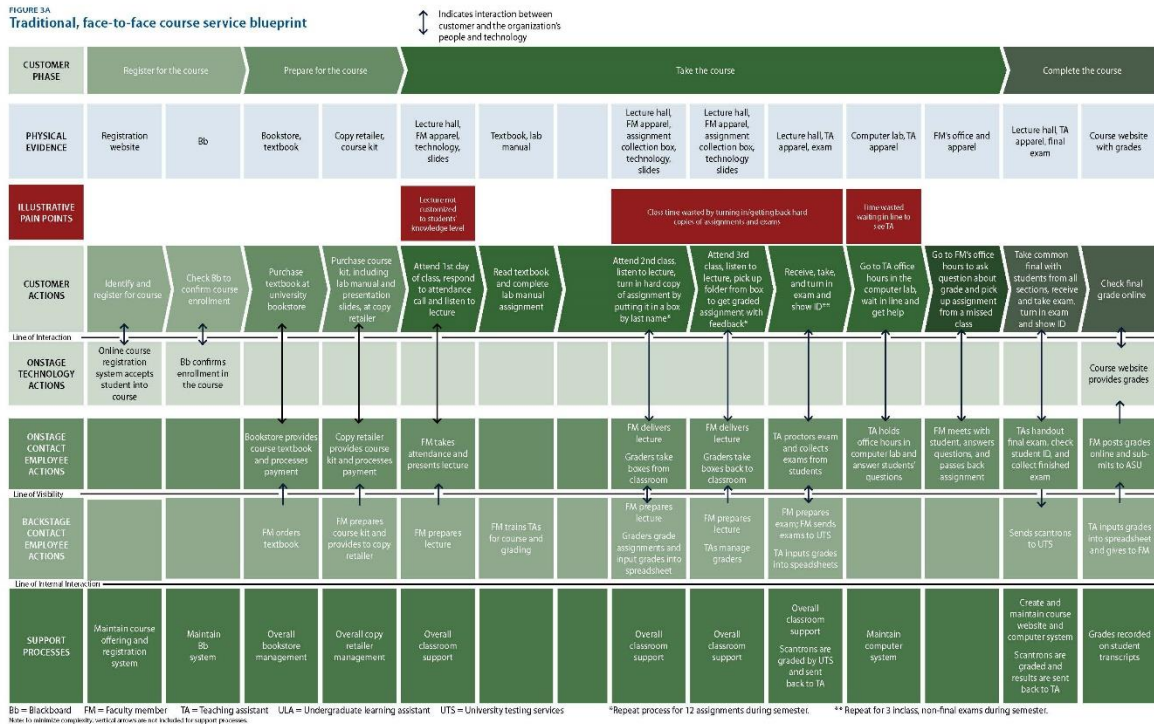 FIGURE 3A
Traditional, face-to-face course service blueprint
Indicates interaction between
customer and the organization's
people and technology
CUSTOMER
PHASE
Register for the course
Prepare for the course
Take the course
Complete the course
PHYSICAL
EVIDENCE
Registration
website
Bb
Bookstore,
textbook
Copy retailer,
course kit
Lecture hall,
FM apparel,
technology,
slides
Textbook, lab
manual
Lecture hall,
FM apparel,
assignment
collection box,
technology,
slides
Lecture hall,
FM apparel,
assignment
collection box,
technology
slides
Lecture hall, TA
apparel, exam
Computer lab, TA
apparel
FM's office and
apparel
Lecture hall, TA
apparel, final
exam
Course website
with grades
ILLUSTRATIVE
PAIN POINTS
Lecture not
customized
to students'
knowledge level
Class time wasted by turning in/getting back hard
copies of assignments and exams
Time wasted
waiting in line to
see TA
CUSTOMER
ACTIONS
Identify and
register for course
Check Bb to
confirm course
enrollment
Purchase
textbook at
university
bookstore
Purchase course
kit, including
lab manual and
presentation
slides, at copy
retailer
Attend 1st day
of class, respond
to attendance
call and listen to
lecture
Read textbook
and complete
lab manual
assignment
Attend 2nd class,
listen to lecture,
turn in hard copy
of assignment by
putting it in a box
by last name*
Attend 3rd
class, listen to
lecture, pick up
folder from box
to get graded
assignment with
feedback*
Receive, take,
and turn in
exam and
show ID**
Go to TA office
hours in the
computer lab,
wait in line and
get help
Go to FM's office
hours to ask
question about
grade and pick
up assignment
from a missed
class
Take common
final with
students from all
sections, receive
and take exam,
turn in exam
and show ID
Check final
grade online
Line of Interaction
ONSTAGE
TECHNOLOGY
ACTIONS
Online course
registration
system accepts
student into
course
Bb confirms
enrollment in
the course
Course website
provides grades
ONSTAGE
CONTACT
EMPLOYEE
ACTIONS
Bookstore provides
course textbook
and processes
payment
Copy retailer
provides course
kit and processes
payment
FM takes
attendance and
presents lecture
FM delivers
lecture
Graders take
boxes from
classroom
FM delivers
lecture
Graders take
boxes back to
classroom
TA proctors exam
and collects
exams from
students
TA holds
office hours in
computer lab and
answer students'
questions
FM meets with
student, answers
questions, and
passes back
assignment
TAs handout
final exam, check
student ID, and
collect finished
exam
FM posts grades
online and sub-
mits to ASU
Line of Visibility
BACKSTAGE
CONTACT
EMPLOYEE
ACTIONS
FM orders
textbook
FM prepares
course kit and
provides to copy
retailer
FM prepares
lecture
FM trains TAs
for course and
grading
FM prepares
lecture
Graders grade
assignments and
input grades into
spreadsheet
FM prepares
lecture
TAs manage
graders
FM prepares
exam; FM sends
exams to UTS
TA inputs grades
into spreadsheets
Sends scantrons
to UTS
TA inputs grades
into spreadsheet
and gives to FM
Line of Internal Interaction
SUPPORT
PROCESSES
Maintain course
offering and
registration
system
Maintain
Bb
system
Overall
bookstore
management
Overall copy
retailer
management
Overall
classroom
support
Overall
classroom
support
Overall
classroom
support
Overall
classroom
support
Scantrons are
graded by UTS
and sent
back to TA
Maintain
computer
system
Create and
maintain course
website and
computer system
Scantrons are
graded and
results are sent
back to TA
Grades recorded
on student
transcripts
Bb = Blackboard FM = Faculty member TA = Teaching assistant ULA = Undergraduate learning assistant UTS = University testing services *Repeat process for 12 assignments during semester. ** Repeat for 3 inclass, non-final exams during semester.
Note: To minimize complexity, vertical arrows are not included for support processes.